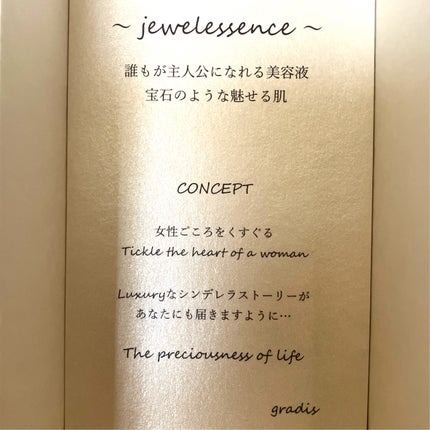 ~ jewelessence ~
誰もが主人公になれる美容液
宝石のような魅せる肌
CONCEPT
女性ごころをくすぐる
Tickle the heart of a woman
Luxuryなシンデレラストーリーが
あなたにも届きますように…
The preciousness of life
gradis